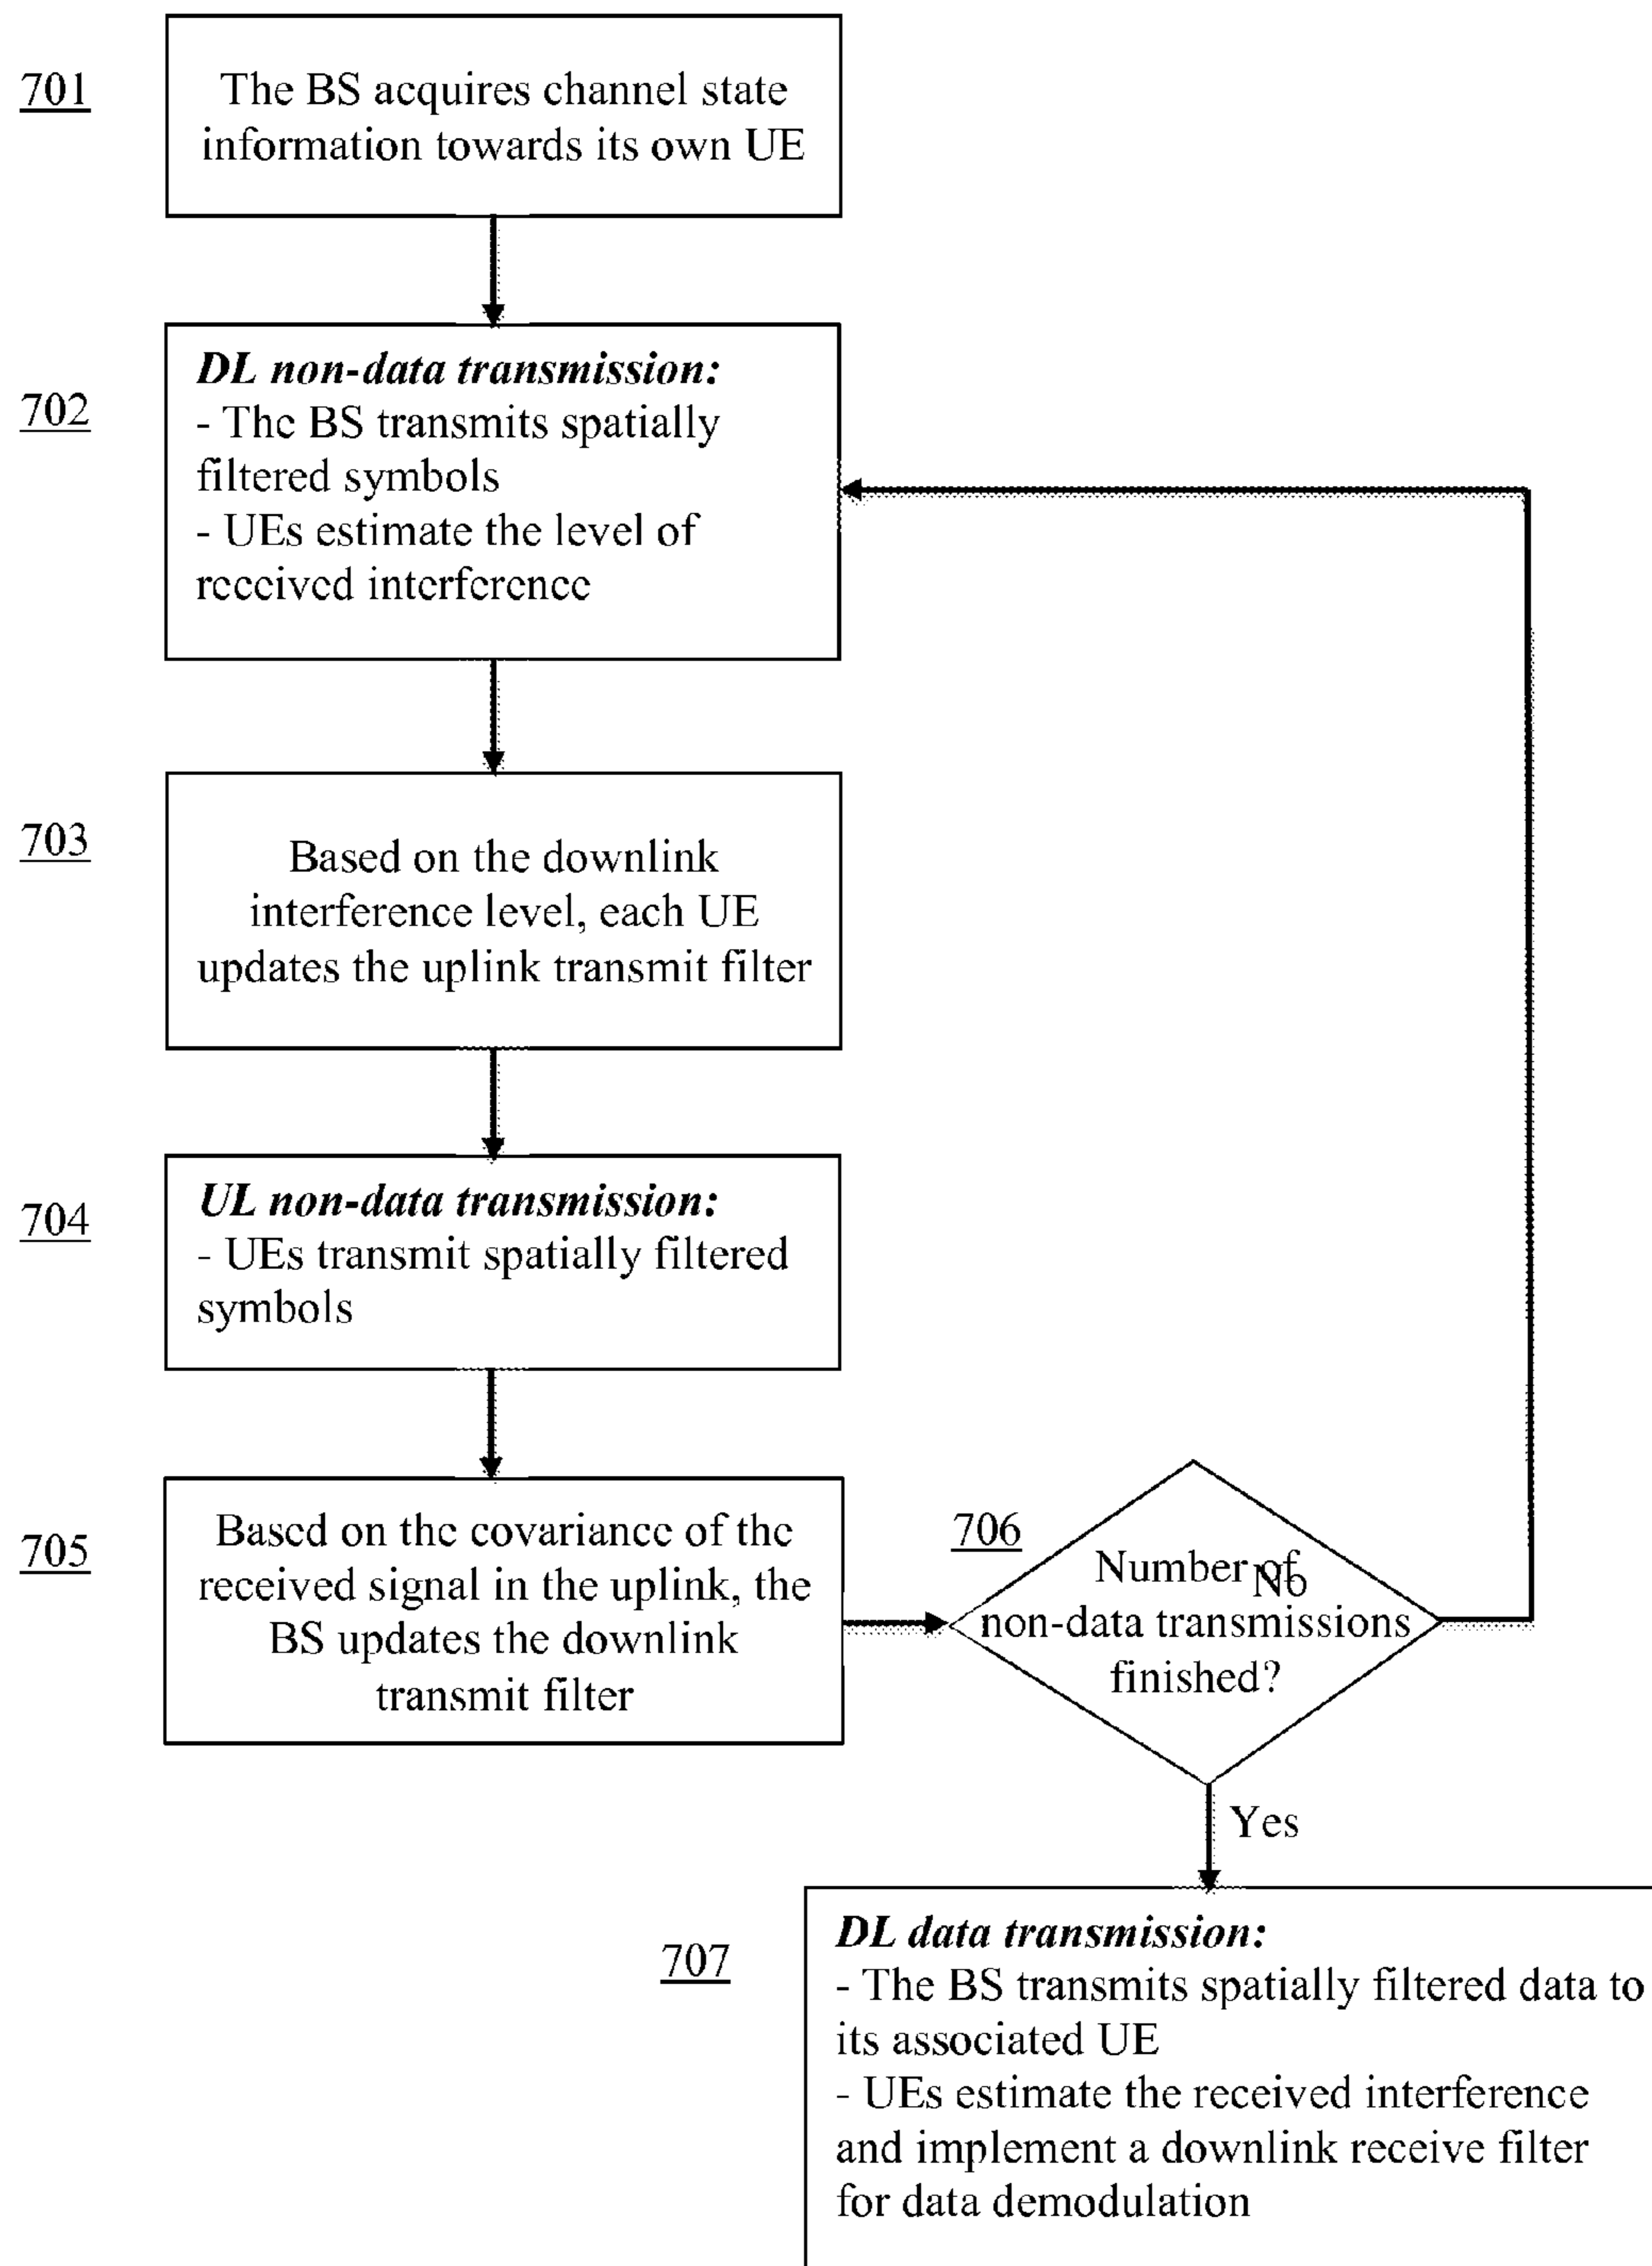 701
The BS acquires channel state
information towards its own UE
702
DL non-data transmission:
- The BS transmits spatially
filtered symbols
- UEs estimate the level of
received interference
703
Based on the downlink
interference level, each UE
updates the uplink transmit filter
704
UL non-data transmission:
- UEs transmit spatially filtered
symbols
705
Based on the covariance of the
received signal in the uplink, the
BS updates the downlink
transmit filter
706
Number of
No
non-data transmissions
finished?
Yes
707
DL data transmission:
- The BS transmits spatially filtered data to
its associated UE
- UEs estimate the received interference
and implement a downlink receive filter
for data demodulation